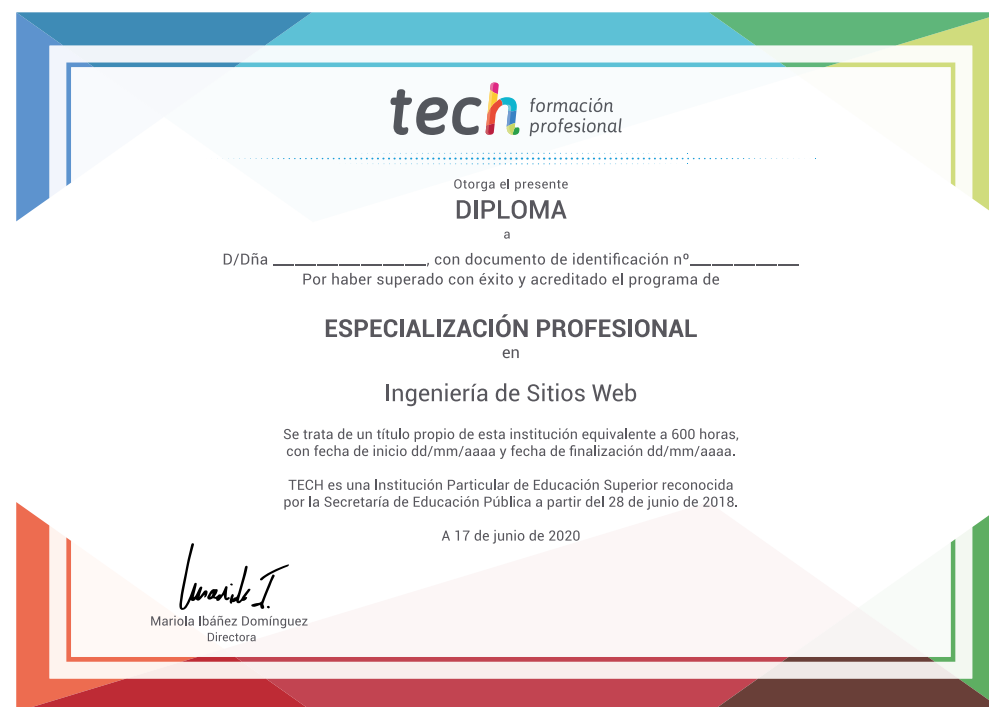 tech formación
profesional
Otorga el presente
DIPLOMA
a
D/Dña ______________, con documento de identificación nº__________
Por haber superado con éxito y acreditado el programa de
ESPECIALIZACIÓN PROFESIONAL
en
Ingeniería de Sitios Web
Se trata de un título propio de esta institución equivalente a 600 horas,
con fecha de inicio dd/mm/aaaa y fecha de finalización dd/mm/aaaa.
TECH es una Institución Particular de Educación Superior reconocida
por la Secretaría de Educación Pública a partir del 28 de junio de 2018.
A 17 de junio de 2020
Mariola Ibáñez Domínguez
Directora